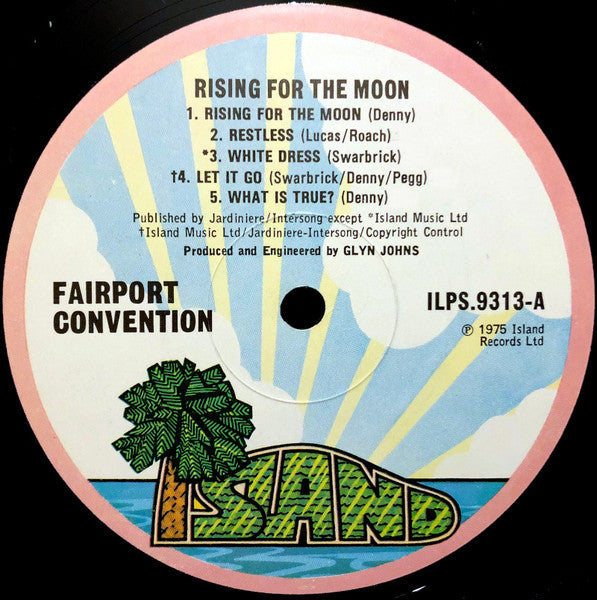 RISING FOR THE MOON
1. RISING FOR THE MOON (Denny)
2. RESTLESS (Lucas/Roach)
*3. WHITE DRESS (Swarbrick)
†4. LET IT GO (Swarbrick/Denny/Pegg)
5. WHAT IS TRUE? (Denny)
Published by Jardiniere/Intersong except *Island Music Ltd
†Island Music Ltd/Jardiniere-Intersong/Copyright Control
Produced and Engineered by GLYN JOHNS
FAIRPORT
CONVENTION
ILPS.9313-A
℗ 1975 Island
Records Ltd
ISLAND